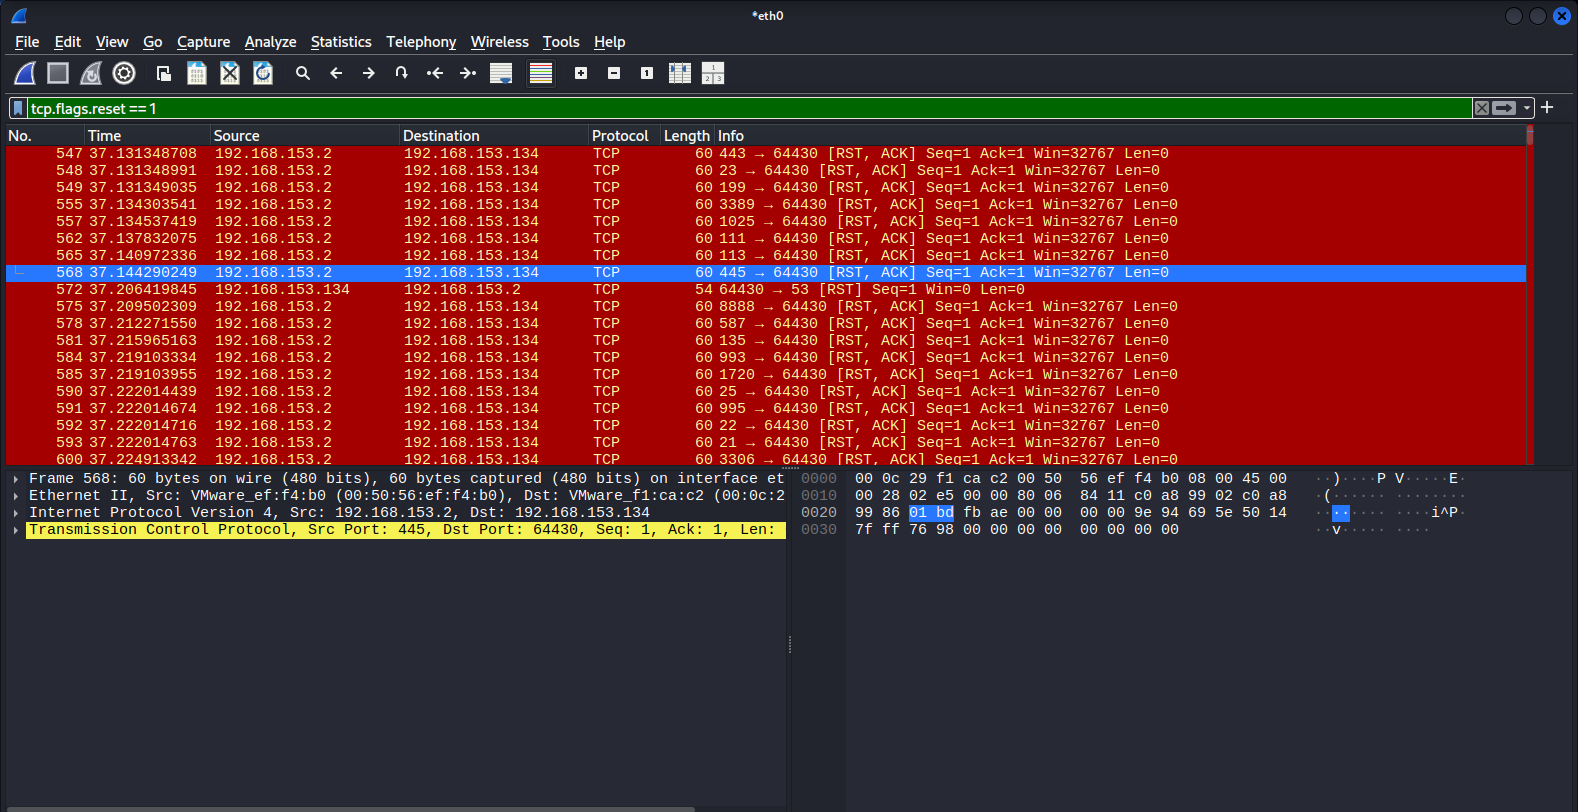 *eth0
File Edit View Go Capture Analyze Statistics Telephony Wireless Tools Help
tcp.flags.reset == 1
No. Time Source Destination Protocol Length Info
547 37.131348708 192.168.153.2 192.168.153.134 TCP 60 443 → 64430 [RST, ACK] Seq=1 Ack=1 Win=32767 Len=0
548 37.131348991 192.168.153.2 192.168.153.134 TCP 60 23 → 64430 [RST, ACK] Seq=1 Ack=1 Win=32767 Len=0
549 37.131349035 192.168.153.2 192.168.153.134 TCP 60 199 → 64430 [RST, ACK] Seq=1 Ack=1 Win=32767 Len=0
555 37.134303541 192.168.153.2 192.168.153.134 TCP 60 3389 → 64430 [RST, ACK] Seq=1 Ack=1 Win=32767 Len=0
557 37.134537419 192.168.153.2 192.168.153.134 TCP 60 1025 → 64430 [RST, ACK] Seq=1 Ack=1 Win=32767 Len=0
562 37.137832075 192.168.153.2 192.168.153.134 TCP 60 111 → 64430 [RST, ACK] Seq=1 Ack=1 Win=32767 Len=0
565 37.140972336 192.168.153.2 192.168.153.134 TCP 60 113 → 64430 [RST, ACK] Seq=1 Ack=1 Win=32767 Len=0
568 37.144290249 192.168.153.2 192.168.153.134 TCP 60 445 → 64430 [RST, ACK] Seq=1 Ack=1 Win=32767 Len=0
572 37.206419845 192.168.153.134 192.168.153.2 TCP 54 64430 → 53 [RST] Seq=1 Win=0 Len=0
575 37.209502309 192.168.153.2 192.168.153.134 TCP 60 8888 → 64430 [RST, ACK] Seq=1 Ack=1 Win=32767 Len=0
578 37.212271550 192.168.153.2 192.168.153.134 TCP 60 587 → 64430 [RST, ACK] Seq=1 Ack=1 Win=32767 Len=0
581 37.215965163 192.168.153.2 192.168.153.134 TCP 60 135 → 64430 [RST, ACK] Seq=1 Ack=1 Win=32767 Len=0
584 37.219103334 192.168.153.2 192.168.153.134 TCP 60 993 → 64430 [RST, ACK] Seq=1 Ack=1 Win=32767 Len=0
585 37.219103955 192.168.153.2 192.168.153.134 TCP 60 1720 → 64430 [RST, ACK] Seq=1 Ack=1 Win=32767 Len=0
590 37.222014439 192.168.153.2 192.168.153.134 TCP 60 25 → 64430 [RST, ACK] Seq=1 Ack=1 Win=32767 Len=0
591 37.222014674 192.168.153.2 192.168.153.134 TCP 60 995 → 64430 [RST, ACK] Seq=1 Ack=1 Win=32767 Len=0
592 37.222014716 192.168.153.2 192.168.153.134 TCP 60 22 → 64430 [RST, ACK] Seq=1 Ack=1 Win=32767 Len=0
593 37.222014763 192.168.153.2 192.168.153.134 TCP 60 21 → 64430 [RST, ACK] Seq=1 Ack=1 Win=32767 Len=0
600 37.224913342 192.168.153.2 192.168.153.134 TCP 60 3306 → 64430 [RST, ACK] Seq=1 Ack=1 Win=32767 Len=0
Frame 568: 60 bytes on wire (480 bits), 60 bytes captured (480 bits) on interface et
Ethernet II, Src: VMware_ef:f4:b0 (00:50:56:ef:f4:b0), Dst: VMware_f1:ca:c2 (00:0c:2
Internet Protocol Version 4, Src: 192.168.153.2, Dst: 192.168.153.134
Transmission Control Protocol, Src Port: 445, Dst Port: 64430, Seq: 1, Ack: 1, Len:
0000 00 0c 29 f1 ca c2 00 50 56 ef f4 b0 08 00 45 00 ··)····P V·····E·
0010 00 28 02 e5 00 00 80 06 84 11 c0 a8 99 02 c0 a8 ·(······ ········
0020 99 86 01 bd fb ae 00 00 00 00 9e 94 69 5e 50 14 ········ ····i^P·
0030 7f ff 76 98 00 00 00 00 00 00 00 00 ··v····· ····